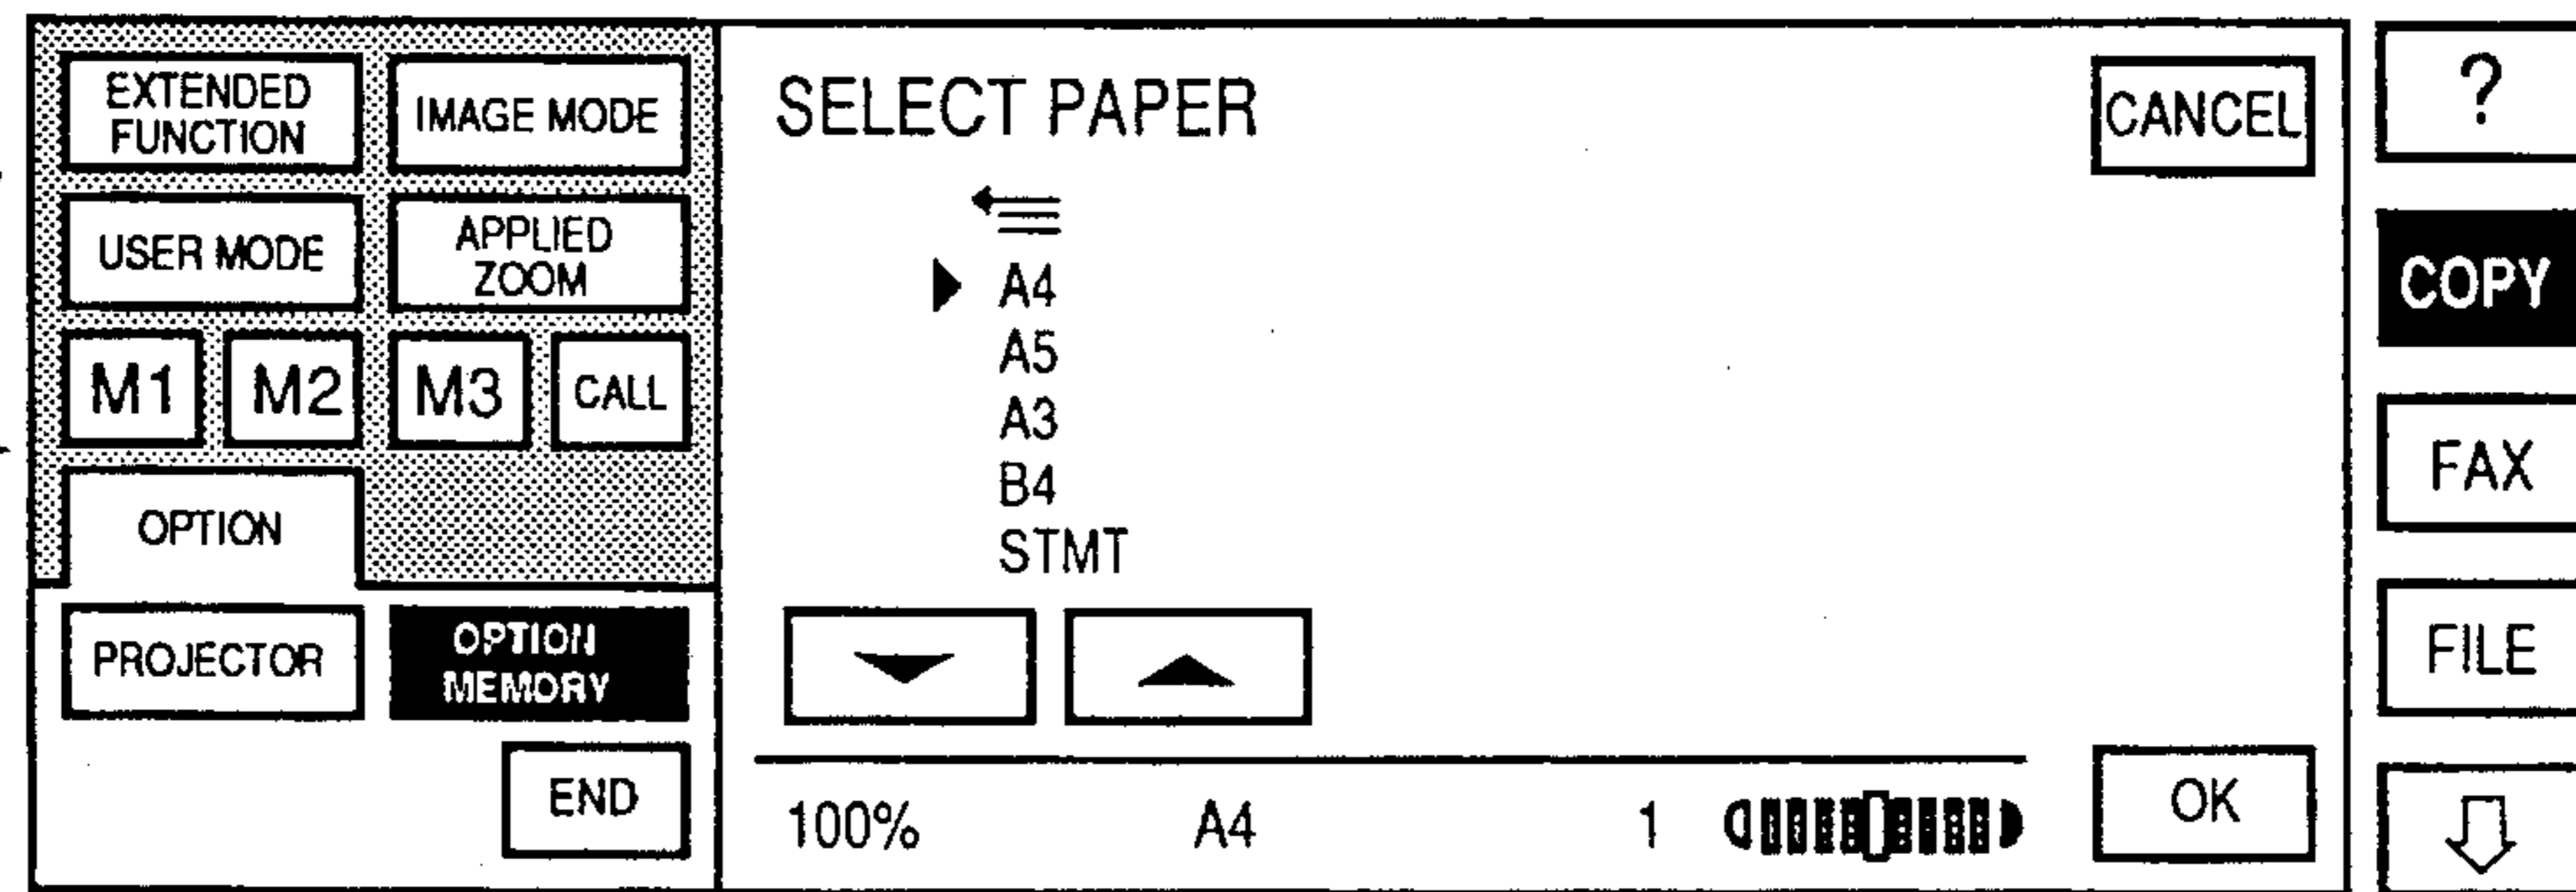 EXTENDED
FUNCTION
IMAGE MODE
USER MODE
APPLIED
ZOOM
M1
M2
M3
CALL
OPTION
PROJECTOR
OPTION
MEMORY
END
SELECT PAPER
CANCEL
A4
A5
A3
B4
STMT
100%
A4
1
OK
?
COPY
FAX
FILE